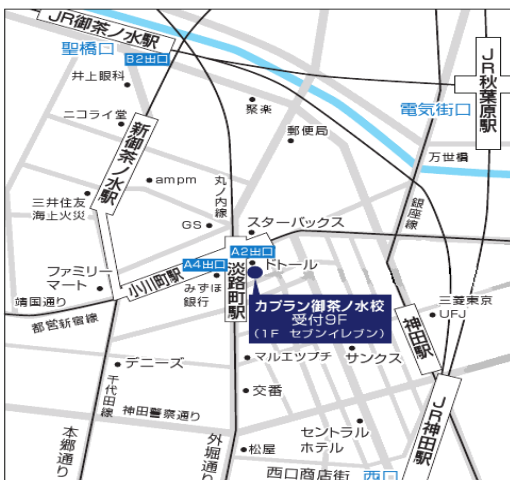 JR御茶ノ水駅
聖橋口
B2出口
井上眼科
ニコライ堂
新御茶ノ水駅
聚楽
郵便局
電気街口
JR秋葉原駅
万世橋
ampm
三井住友
海上火災
丸ノ内線
GS
スターバックス
銀座線
A2出口
ドトール
A4出口
淡路町駅
小川町駅
ファミリー
マート
みずほ
銀行
靖国通り
都営新宿線
カプラン御茶ノ水校
受付9F
(1F セブンイレブン)
三菱東京
UFJ
神田駅
デニーズ
マルエツプチ
サンクス
千代田線
交番
神田警察通り
本郷通り
外堀通り
松屋
セントラル
ホテル
JR神田駅
西口商店街
西口